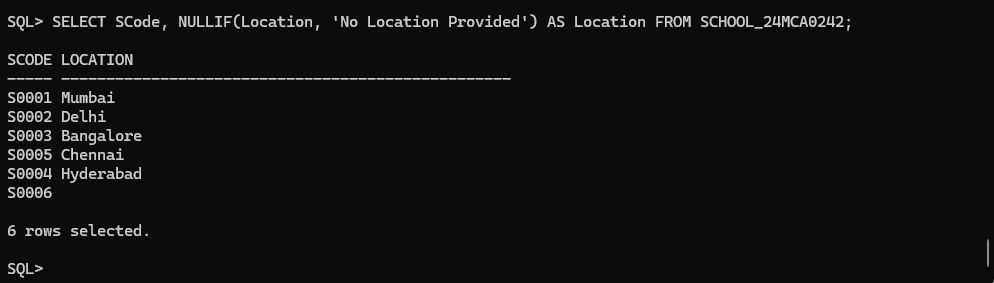 SQL> SELECT SCode, NULLIF(Location, 'No Location Provided') AS Location FROM SCHOOL_24MCA0242;
SCODE LOCATION
----- --------------------------------------------------
S0001 Mumbai
S0002 Delhi
S0003 Bangalore
S0005 Chennai
S0004 Hyderabad
S0006
6 rows selected.
SQL>